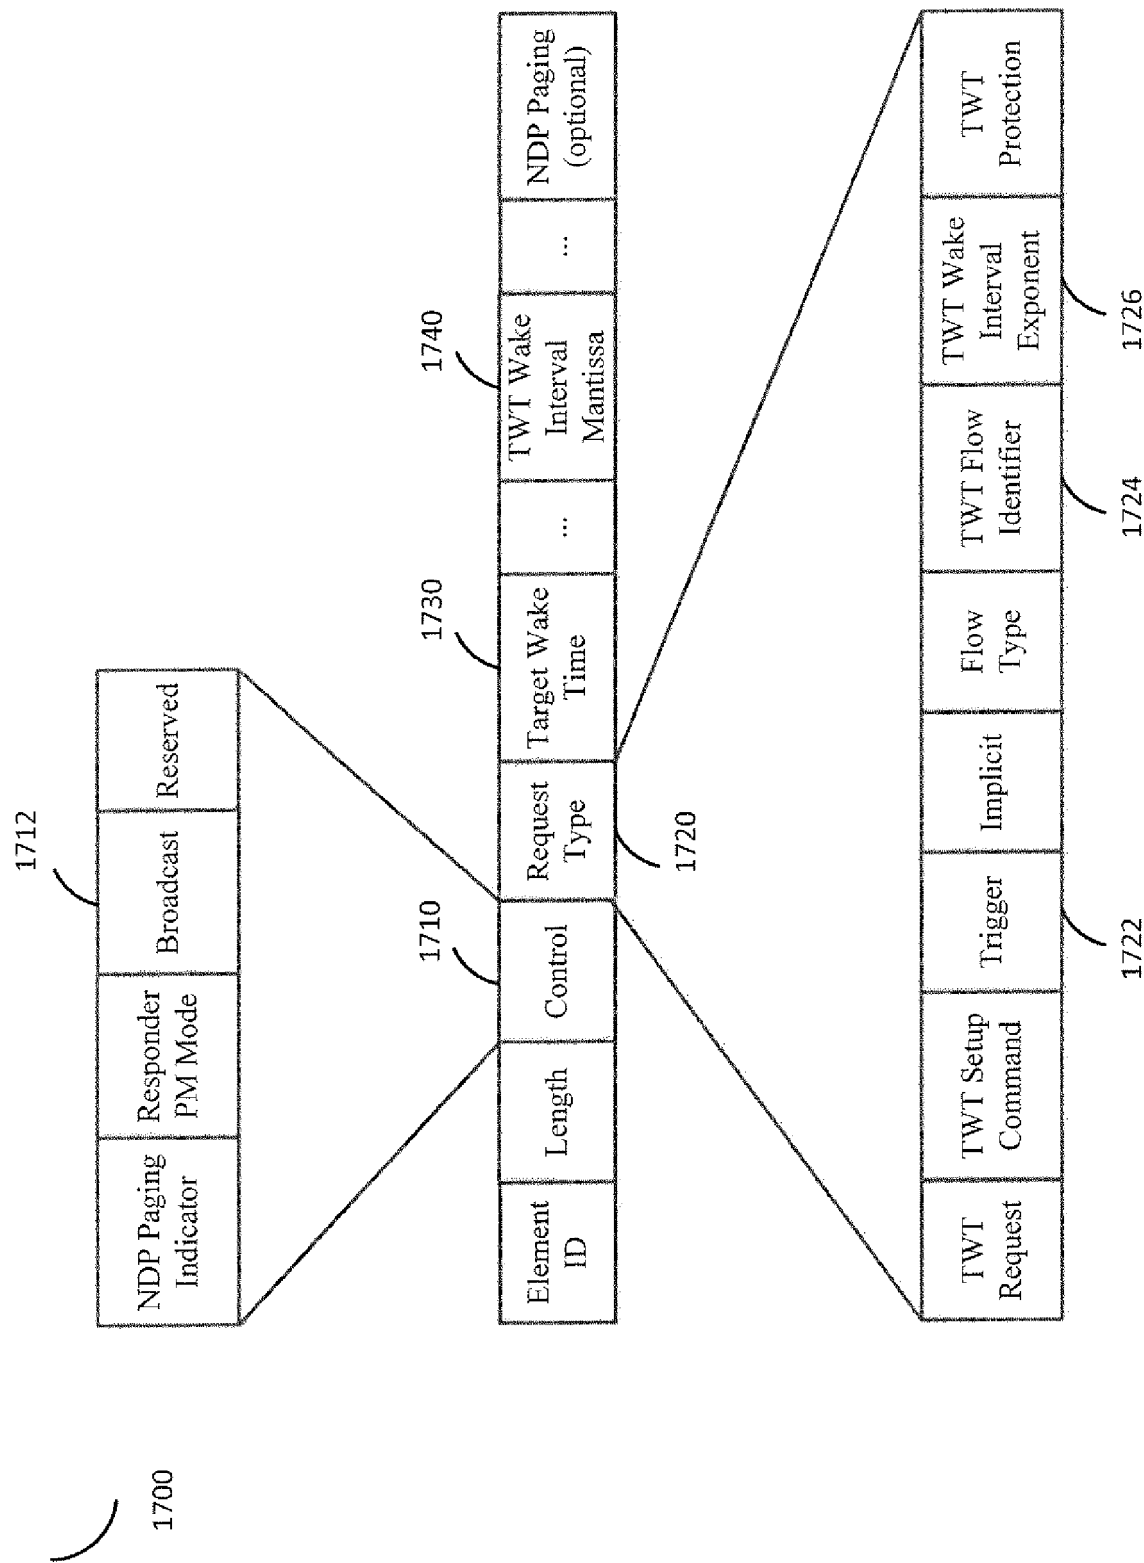 1700
1712
NDP Paging
Indicator
Responder
PM Mode
Broadcast
Reserved
1710
1730
1740
Element
ID
Length
Control
Request
Type
Target Wake
Time
...
TWT Wake
Interval
Mantissa
...
NDP Paging
(optional)
1720
TWT
Request
TWT Setup
Command
Trigger
Implicit
Flow
Type
TWT Flow
Identifier
TWT Wake
Interval
Exponent
TWT
Protection
1722
1724
1726